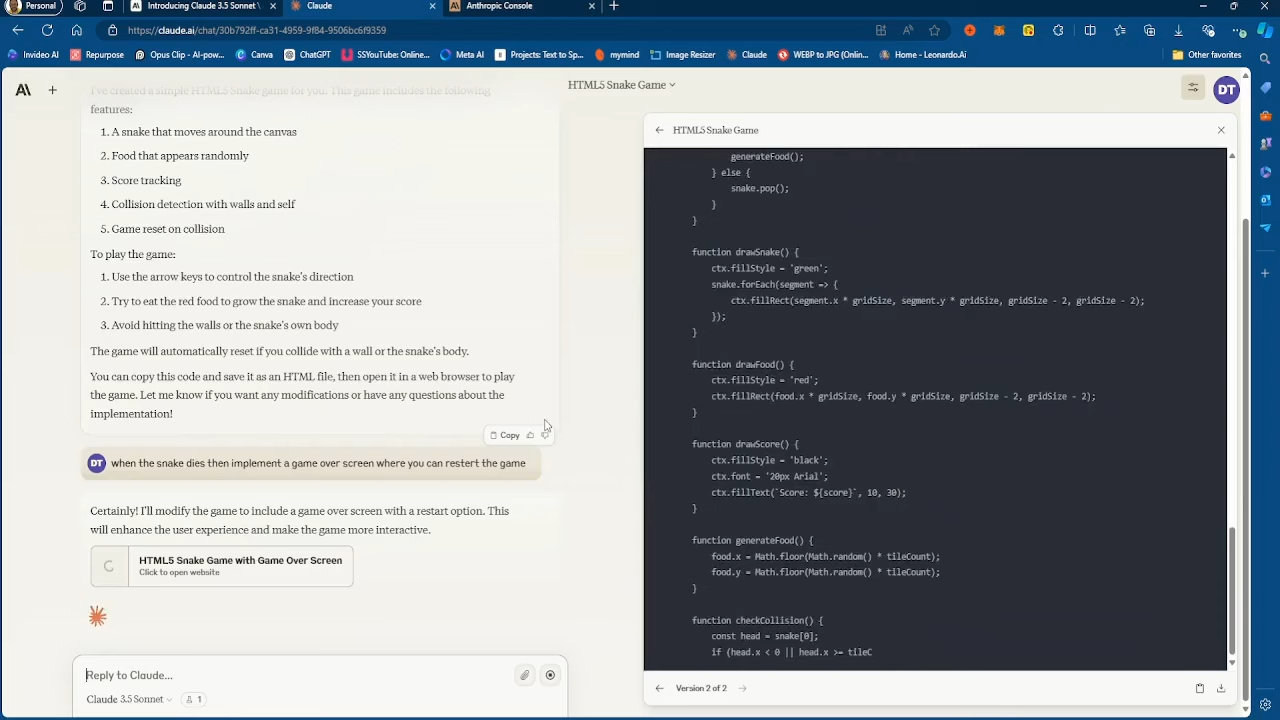 Personal
Introducing Claude 3.5 Sonnet \
Claude
Anthropic Console
https://claude.ai/chat/30b792ff-ca31-4959-9f84-9506bc6f9359
Invideo AI
Repurpose
Opus Clip - AI-pow...
Canva
ChatGPT
SSYouTube: Online...
Meta AI
Projects: Text to Sp...
mymind
Image Resizer
Claude
WEBP to JPG (Onlin...
Home - Leonardo.Ai
Other favorites
HTML5 Snake Game
DT
I've created a simple HTML5 Snake game for you. This game includes the following
features:
1. A snake that moves around the canvas
2. Food that appears randomly
3. Score tracking
4. Collision detection with walls and self
5. Game reset on collision
To play the game:
1. Use the arrow keys to control the snake's direction
2. Try to eat the red food to grow the snake and increase your score
3. Avoid hitting the walls or the snake's own body
The game will automatically reset if you collide with a wall or the snake's body.
You can copy this code and save it as an HTML file, then open it in a web browser to play
the game. Let me know if you want any modifications or have any questions about the
implementation!
Copy
DT when the snake dies then implement a game over screen where you can restert the game
Certainly! I'll modify the game to include a game over screen with a restart option. This
will enhance the user experience and make the game more interactive.
HTML5 Snake Game with Game Over Screen
Click to open website
Reply to Claude...
Claude 3.5 Sonnet
1
HTML5 Snake Game
generateFood();
} else {
snake.pop();
}
}
function drawSnake() {
ctx.fillStyle = 'green';
snake.forEach(segment => {
ctx.fillRect(segment.x * gridSize, segment.y * gridSize, gridSize - 2, gridSize - 2);
});
}
function drawFood() {
ctx.fillStyle = 'red';
ctx.fillRect(food.x * gridSize, food.y * gridSize, gridSize - 2, gridSize - 2);
}
function drawScore() {
ctx.fillStyle = 'black';
ctx.font = '20px Arial';
ctx.fillText(`Score: ${score}`, 10, 30);
}
function generateFood() {
food.x = Math.floor(Math.random() * tileCount);
food.y = Math.floor(Math.random() * tileCount);
}
function checkCollision() {
const head = snake[0];
if (head.x < 0 || head.x >= tileC
Version 2 of 2